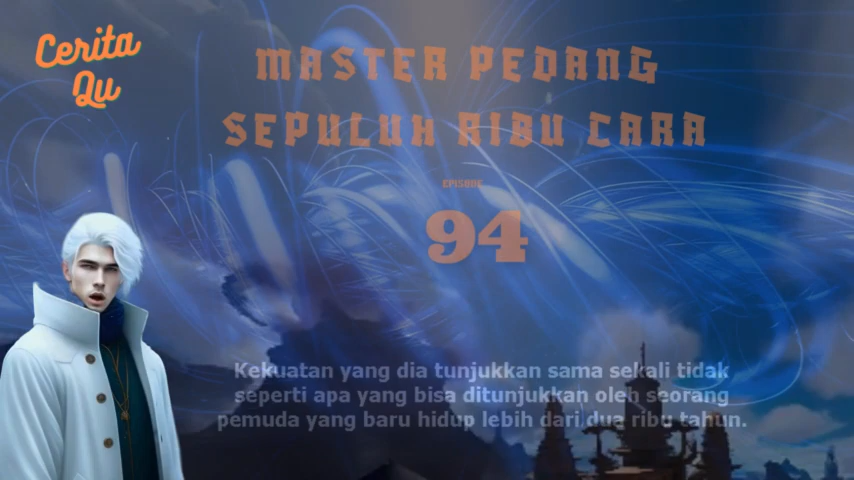 Cerita
Qu
MASTER PEDANG
SEPULUH RIBU CARA
EPISODE
94
Kekuatan yang dia tunjukkan sama sekali tidak
seperti apa yang bisa ditunjukkan oleh seorang
pemuda yang baru hidup lebih dari dua ribu tahun.